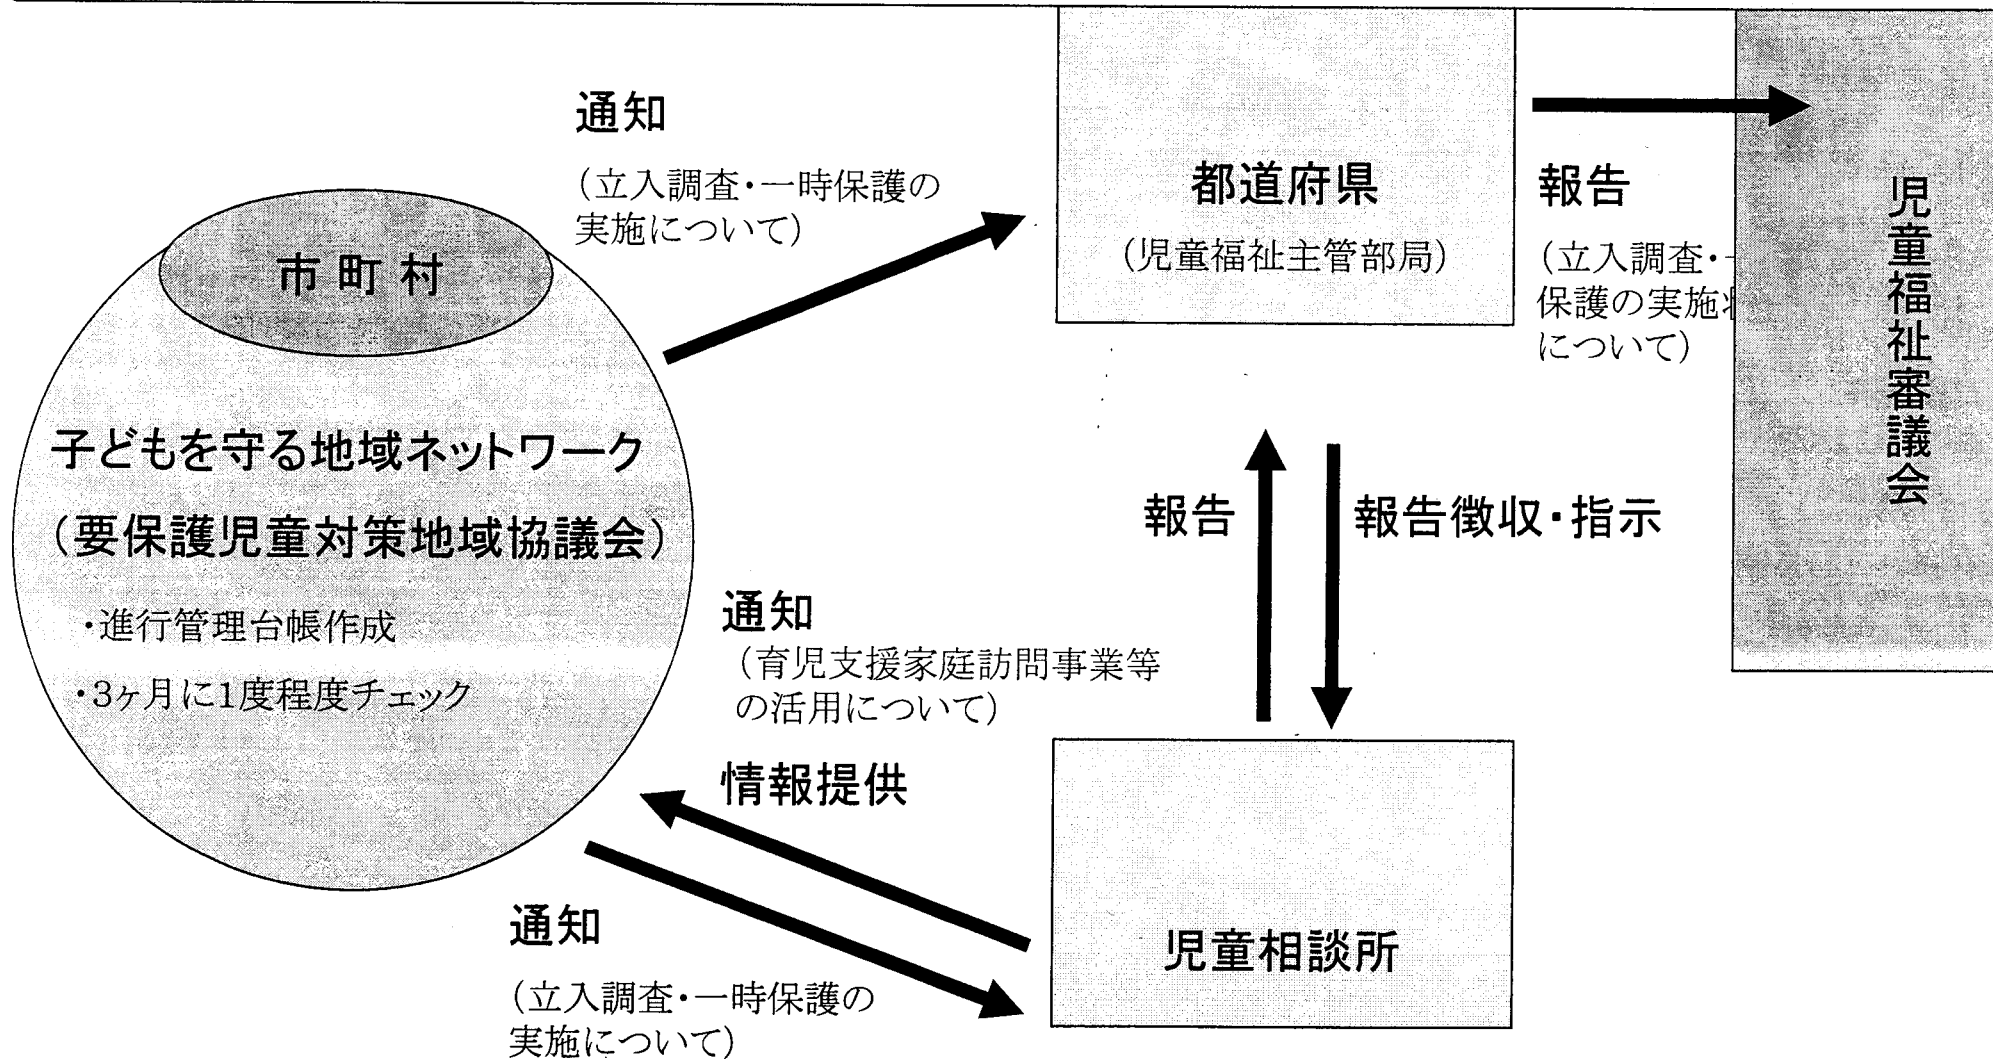 通知
(立入調査・一時保護の
実施について)
市町村
子どもを守る地域ネットワーク
(要保護児童対策地域協議会)
・進行管理台帳作成
・3ヶ月に1度程度チェック
都道府県
(児童福祉主管部局)
報告
(立入調査・
保護の実施
について)
児童福祉審議会
報告
報告徴収・指示
通知
(育児支援家庭訪問事業等
の活用について)
情報提供
通知
(立入調査・一時保護の
実施について)
児童相談所